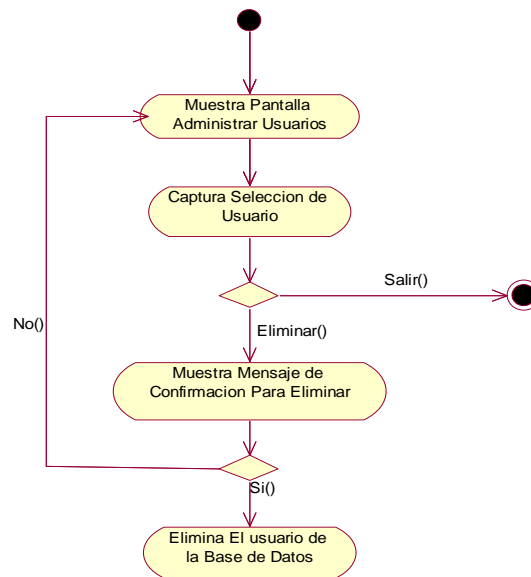 Muestra Pantalla
Administrar Usuarios
Captura Seleccion de
Usuario
Salir()
Eliminar()
No()
Muestra Mensaje de
Confirmacion Para Eliminar
Si()
Elimina El usuario de
la Base de Datos